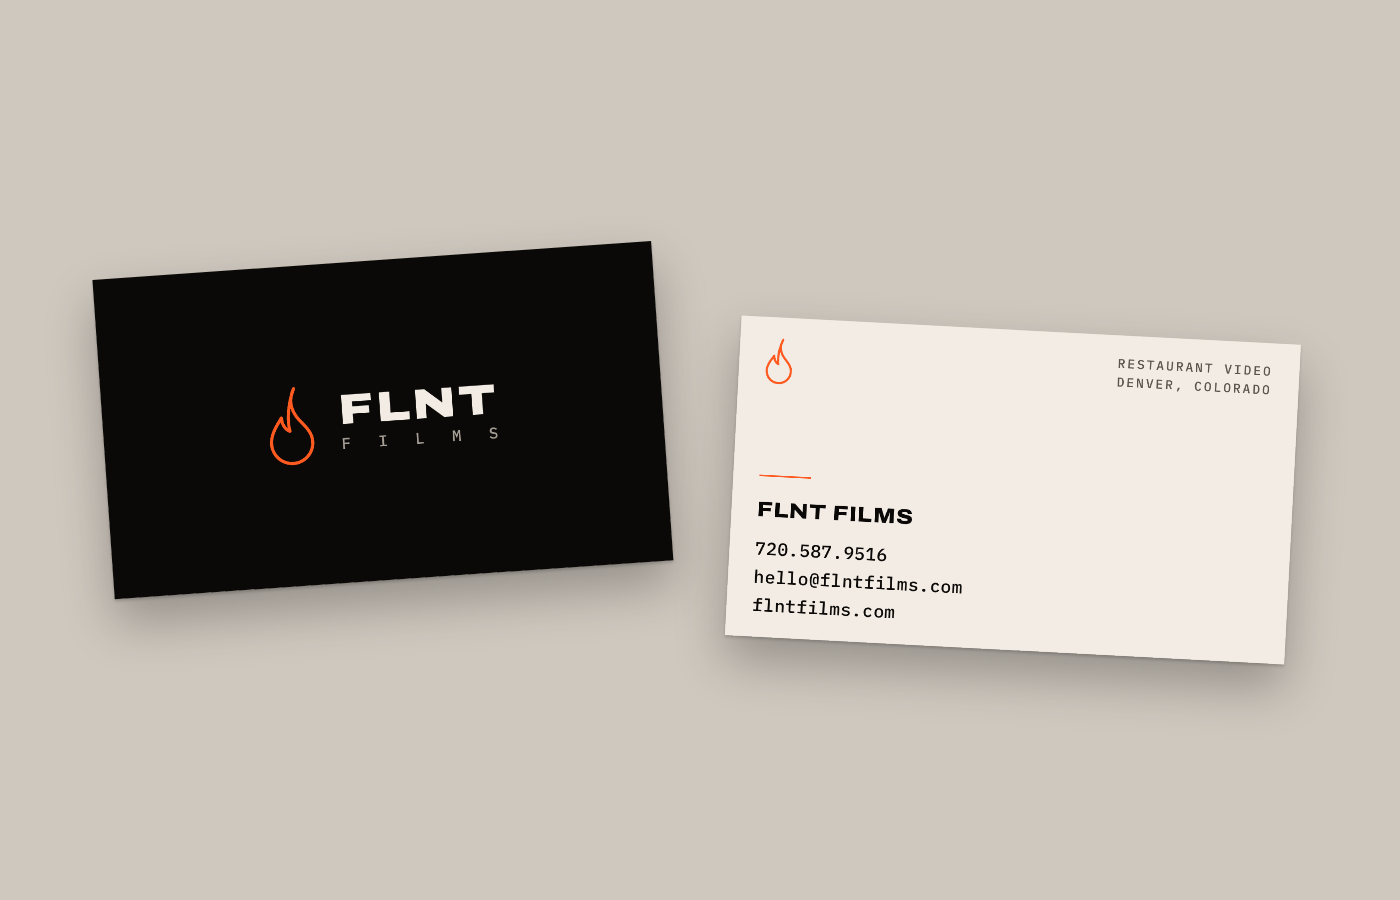 FLNT
FILMS
RESTAURANT VIDEO
DENVER, COLORADO
FLNT FILMS
720.587.9516
hello@flntfilms.com
flntfilms.com